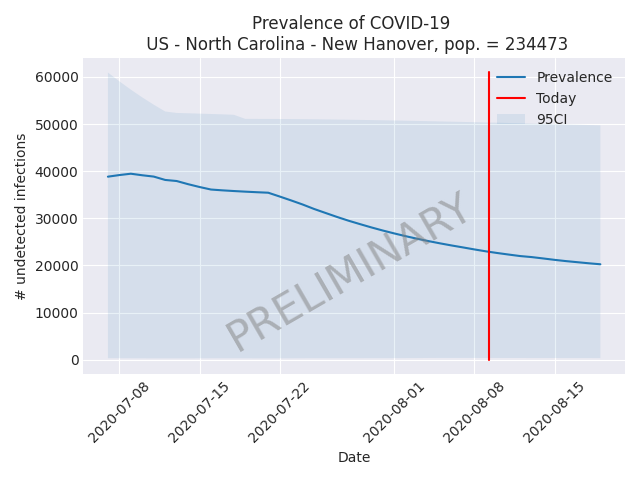 Prevalence of COVID-19
US - North Carolina - New Hanover, pop. = 234473
60000
50000
40000
30000
20000
10000
0
# undetected infections
Prevalence
Today
95CI
PRELIMINARY
2020-07-08
2020-07-15
2020-07-22
2020-08-01
2020-08-08
2020-08-15
Date